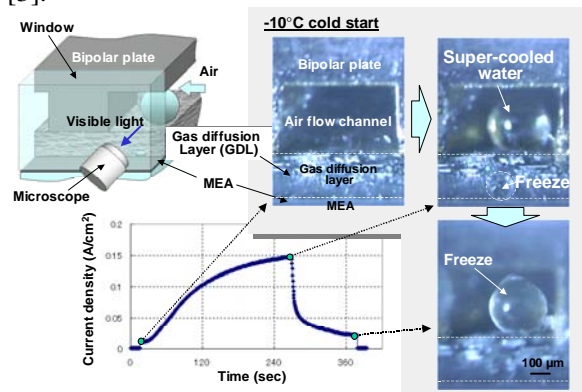 [5].
-10°C cold start
Window
Bipolar plate
Air
Visible light
Microscope
Gas diffusion
Layer (GDL)
MEA
Bipolar plate
Air flow channel
Gas diffusion
layer
MEA
Super-cooled
water
Freeze
Freeze
100 µm
Current density (A/cm²)
0.2
0.15
0.1
0.05
0
0
120
240
360
Time (sec)